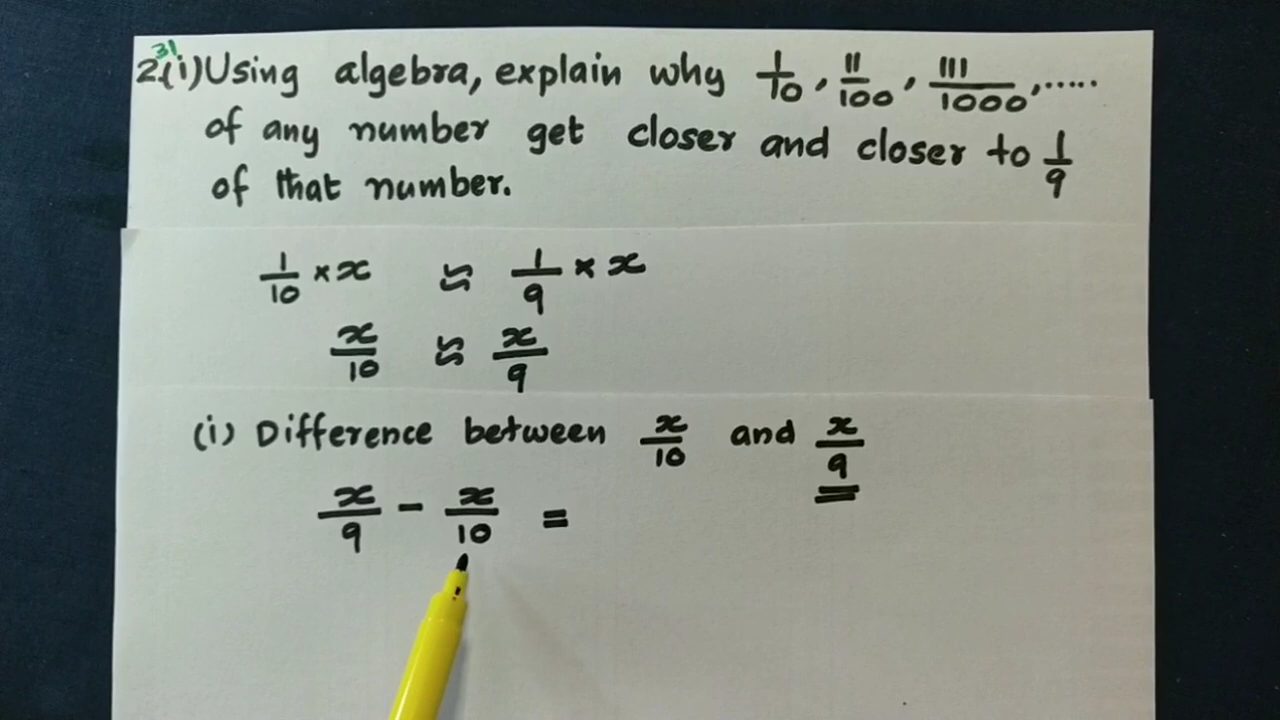 31
2(i) Using algebra, explain why 1/10, 11/100, 111/1000, .....
of any number get closer and closer to 1/9
of that number.
1/10 × x ≈ 1/9 × x
x/10 ≈ x/9
(i) Difference between x/10 and x/9
x/9 - x/10 =